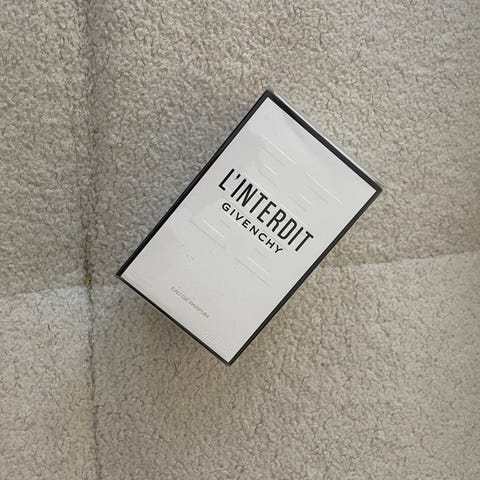 L'INTERDIT
GIVENCHY
EAU DE PARFUM